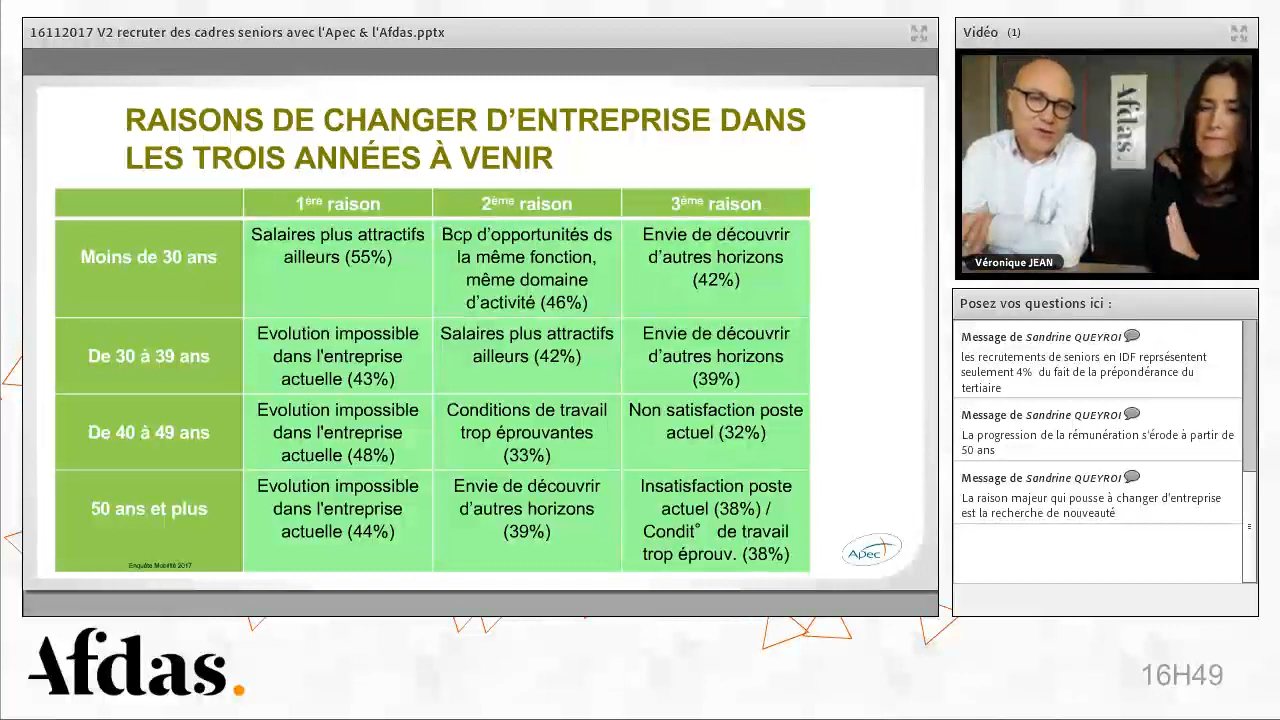 16112017 V2 recruter des cadres seniors avec l'Apec & l'Afdas.pptx
RAISONS DE CHANGER D'ENTREPRISE DANS
LES TROIS ANNÉES À VENIR
1ère raison
2ème raison
3ème raison
Moins de 30 ans
Salaires plus attractifs
ailleurs (55%)
Bcp d'opportunités ds
la même fonction,
même domaine
d'activité (46%)
Envie de découvrir
d'autres horizons
(42%)
De 30 à 39 ans
Evolution impossible
dans l'entreprise
actuelle (43%)
Salaires plus attractifs
ailleurs (42%)
Envie de découvrir
d'autres horizons
(39%)
De 40 à 49 ans
Evolution impossible
dans l'entreprise
actuelle (48%)
Conditions de travail
trop éprouvantes
(33%)
Non satisfaction poste
actuel (32%)
50 ans et plus
Evolution impossible
dans l'entreprise
actuelle (44%)
Envie de découvrir
d'autres horizons
(39%)
Insatisfaction poste
actuel (38%) /
Condit° de travail
trop éprouv. (38%)
Enquête Mobilité 2017
Apec
Vidéo (1)
Afdas.
Véronique JEAN
Posez vos questions ici :
Message de Sandrine QUEYROI
les recrutements de seniors en IDF représentent
seulement 4% du fait de la prépondérance du
tertiaire
Message de Sandrine QUEYROI
La progression de la rémunération s'érode à partir de
50 ans
Message de Sandrine QUEYROI
La raison majeur qui pousse à changer d'entreprise
est la recherche de nouveauté
Afdas.
16H49